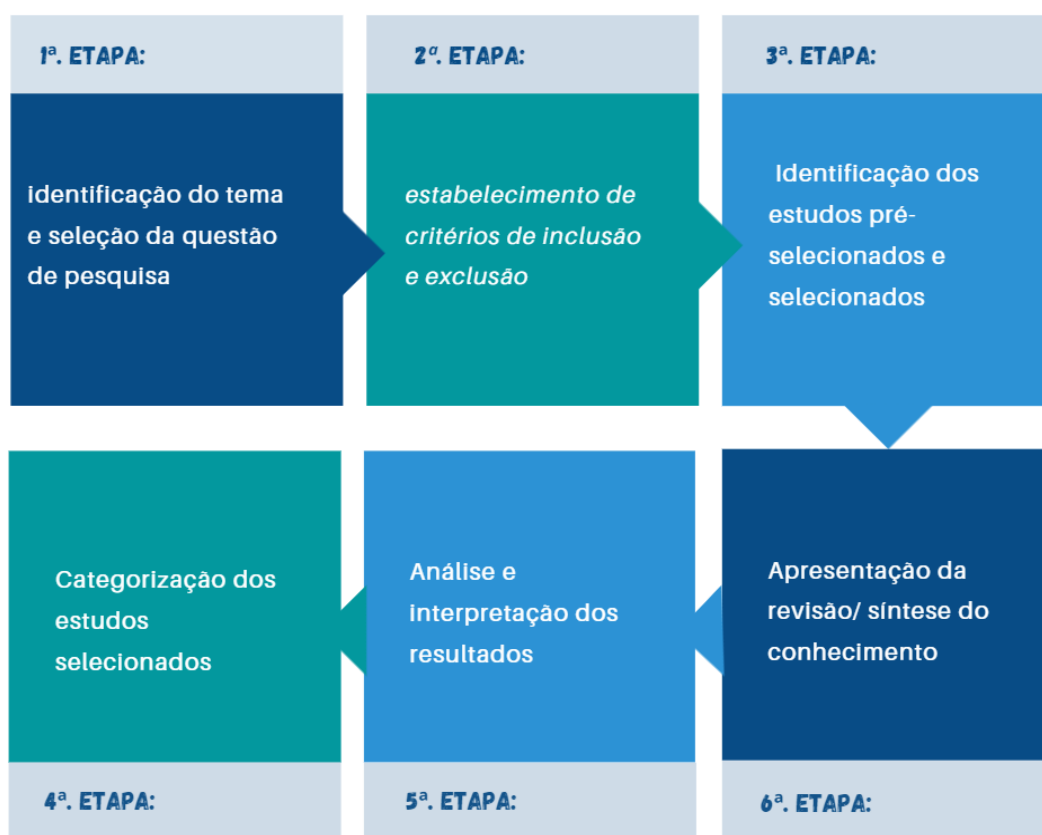 1ª. ETAPA:
identificação do tema
e seleção da questão
de pesquisa
2ª. ETAPA:
estabelecimento de
critérios de inclusão
e exclusão
3ª. ETAPA:
Identificação dos
estudos pré-
selecionados e
selecionados
Categorização dos
estudos
selecionados
4ª. ETAPA:
Análise e
interpretação dos
resultados
5ª. ETAPA:
Apresentação da
revisão/ síntese do
conhecimento
6ª. ETAPA: